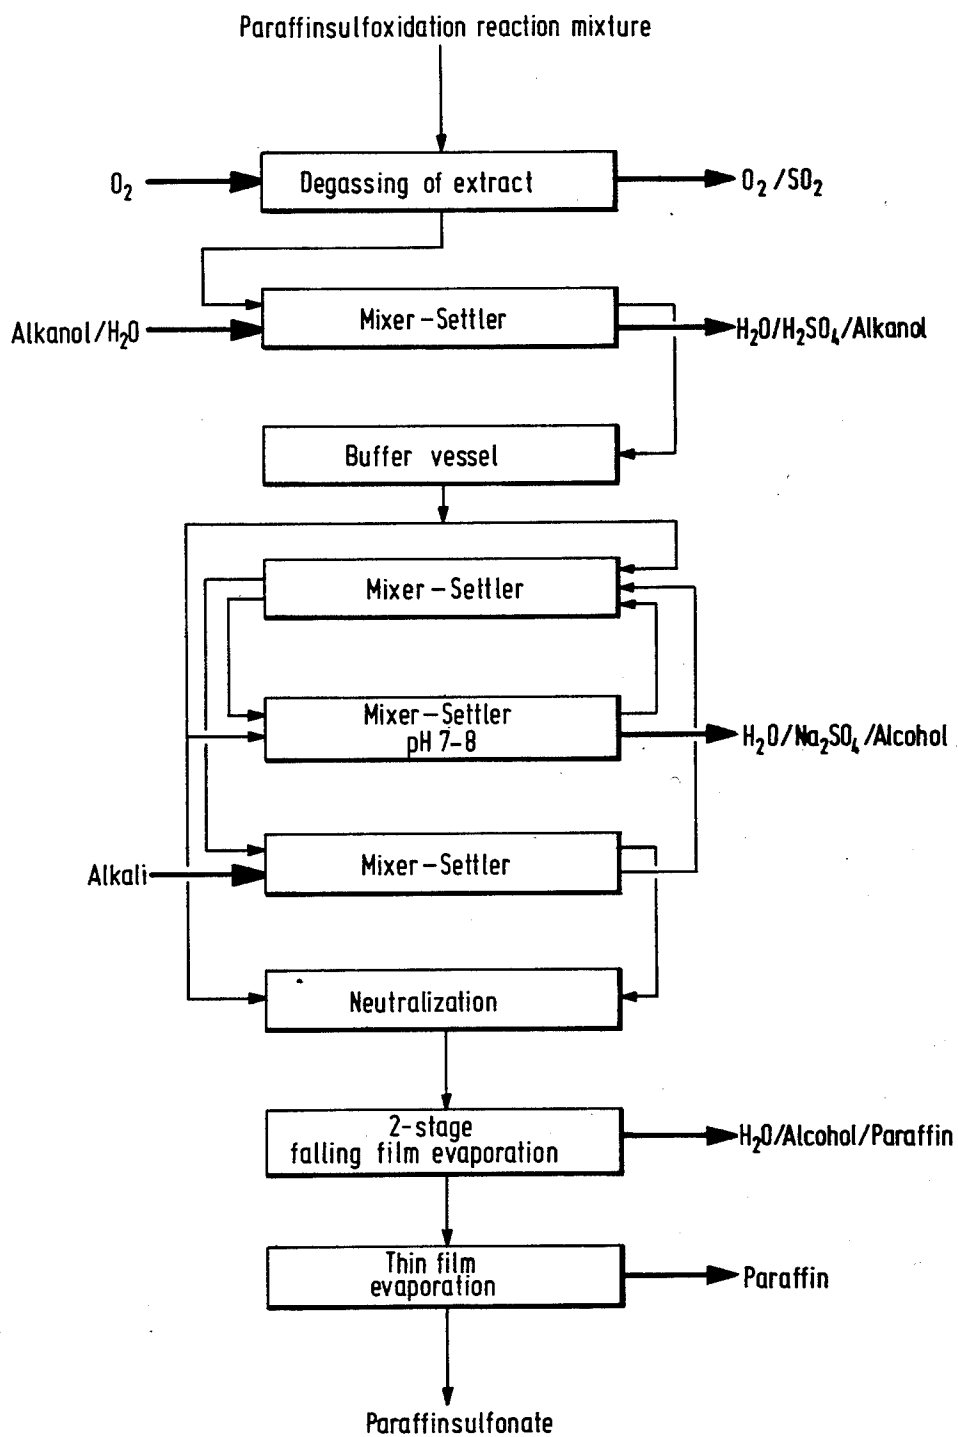 Paraffinsulfoxidation reaction mixture
O₂
Degassing of extract
O₂/SO₂
Alkanol/H₂O
Mixer-Settler
H₂O/H₂SO₄/Alkanol
Buffer vessel
Mixer-Settler
Mixer-Settler
pH 7-8
H₂O/Na₂SO₄/Alcohol
Alkali
Mixer-Settler
Neutralization
2-stage
falling film evaporation
H₂O/Alcohol/Paraffin
Thin film
evaporation
Paraffin
Paraffinsulfonate